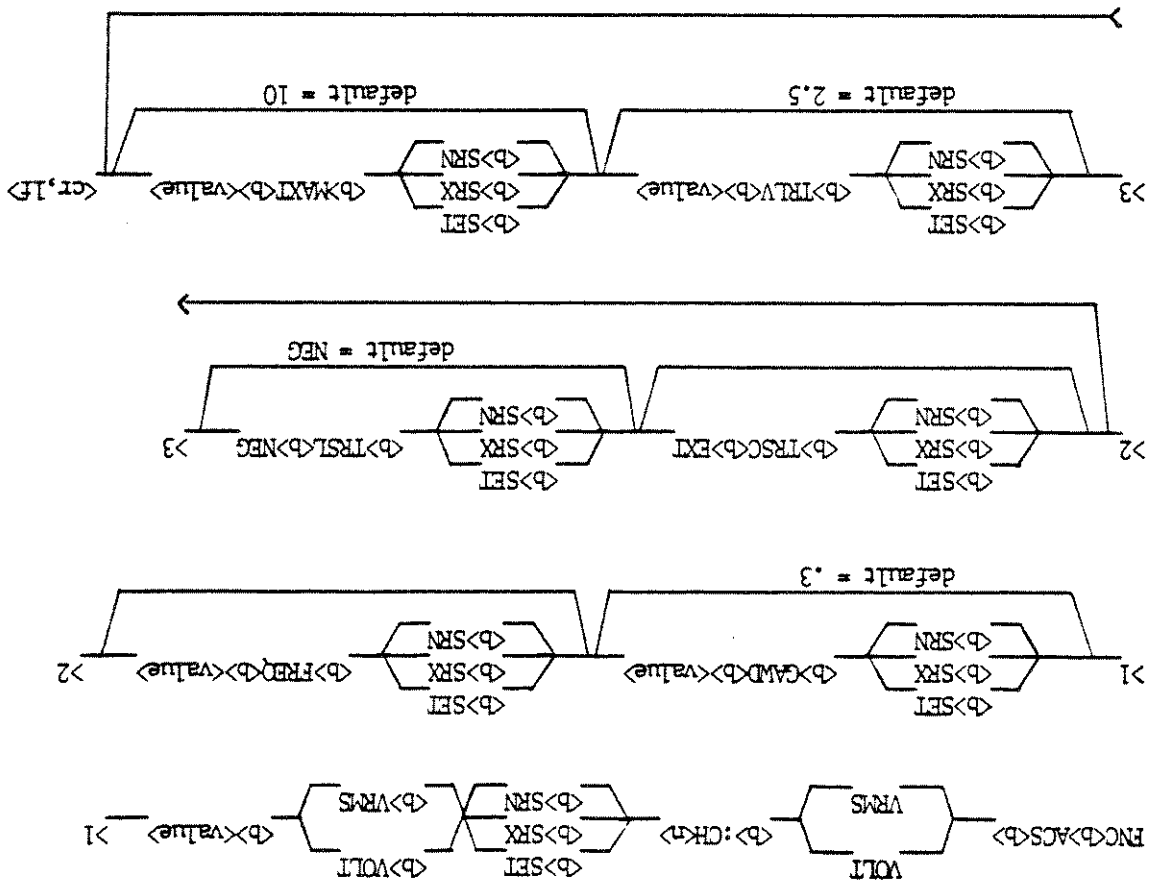 VOLT <b>SET <b>VOLT
FNC<b>ACS<b> <b>:CH<n> <b>SRX <b><value> >1
VRMS <b>SRN <b>VRMS
<b>SET <b>SET
>1 <b>SRX <b>GAWD<b><value> <b>SRX <b>FREQ<b><value> >2
<b>SRN <b>SRN
default = .3
<b>SET <b>SET
>2 <b>SRX <b>TRSC<b>EXT <b>SRX <b>TRSL<b>NEG >3
<b>SRN <b>SRN
default = NEG
<b>SET <b>SET
>3 <b>SRX <b>TRLV<b><value> <b>SRX <b>MAXT<b><value> <cr,lf>
<b>SRN <b>SRN
default = 2.5 default = 10